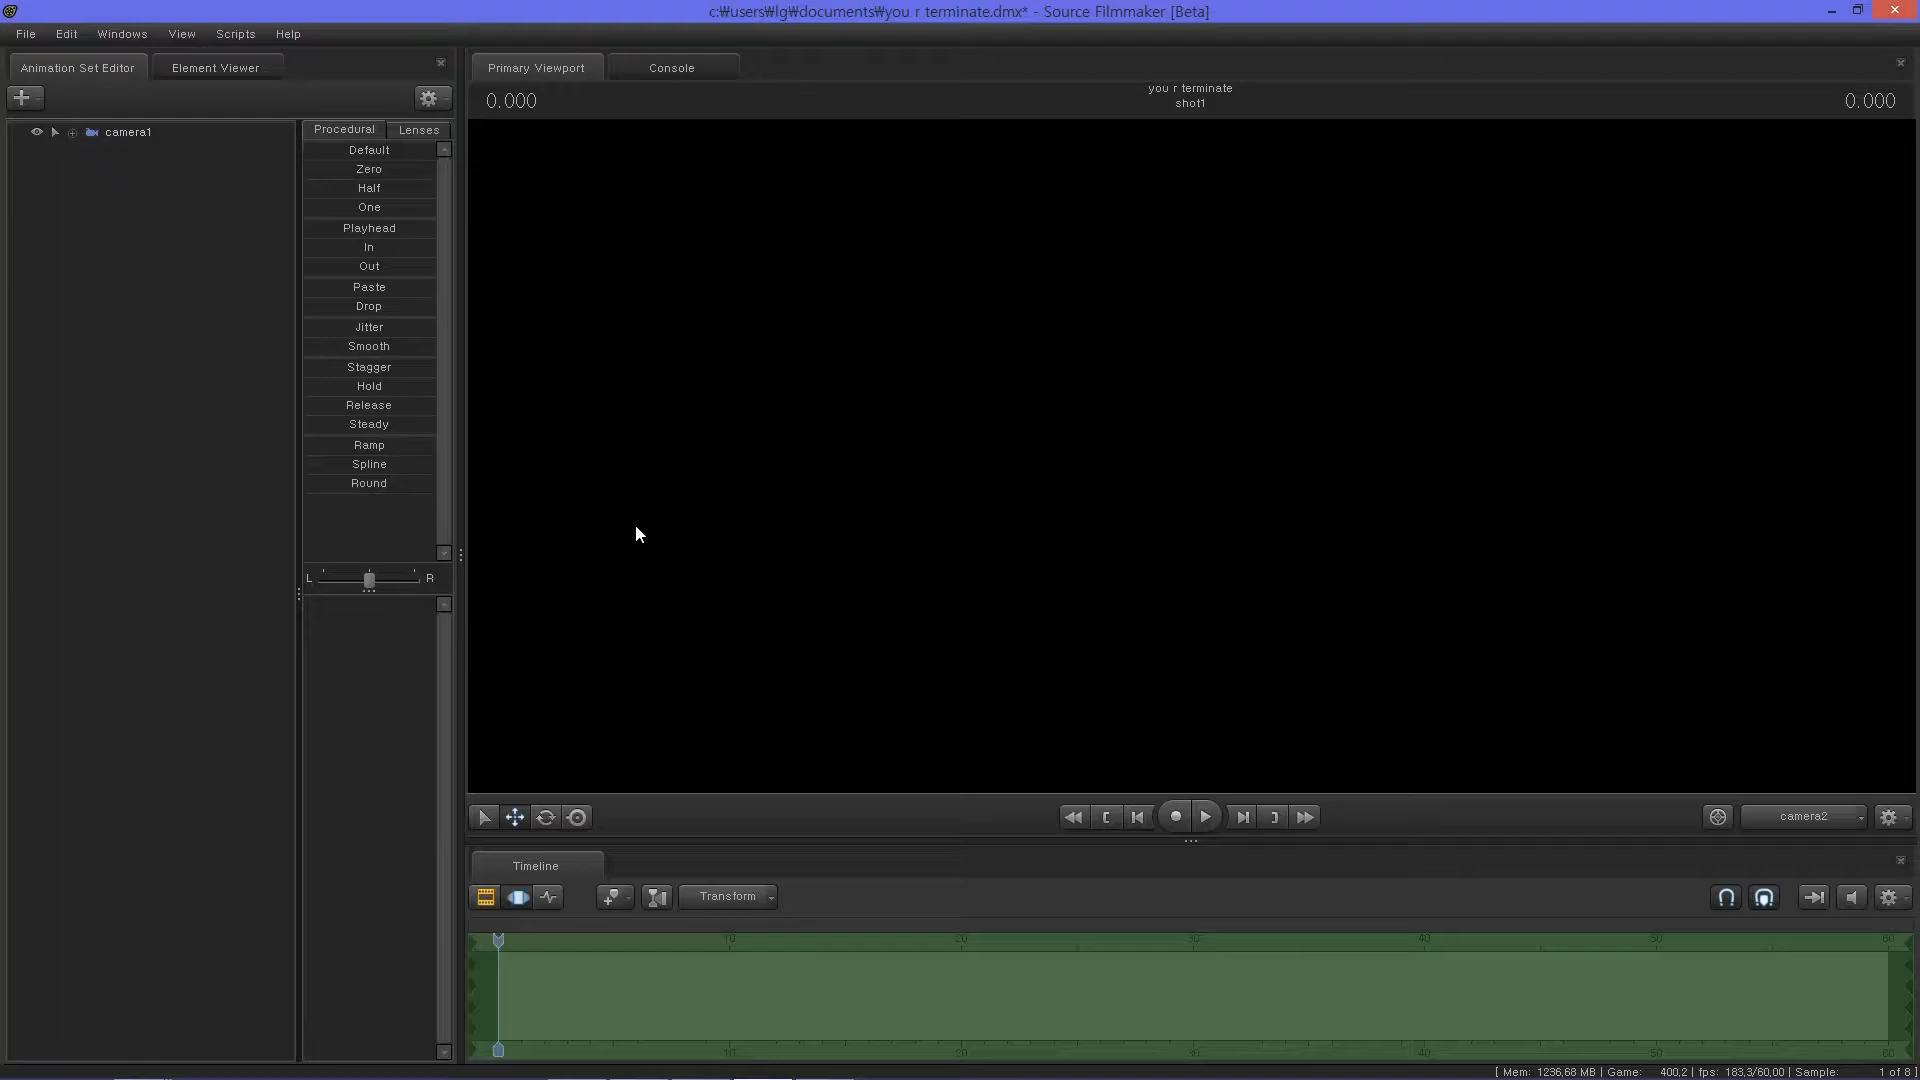 c:₩users₩lg₩documents₩you r terminate.dmx* - Source Filmmaker [Beta]
File Edit Windows View Scripts Help
Animation Set Editor Element Viewer
Primary Viewport Console
0.000 you r terminate 0.000
shot1
camera1
Procedural Lenses
Default
Zero
Half
One
Playhead
In
Out
Paste
Drop
Jitter
Smooth
Stagger
Hold
Release
Steady
Ramp
Spline
Round
L R
camera2
Timeline
Transform
10 20 30 40 50 60
10 20 30 40 50 60
[ Mem: 1236,68 MB | Game: 400,2 | fps: 183,3/60,00 | Sample: 1 of 8 ]